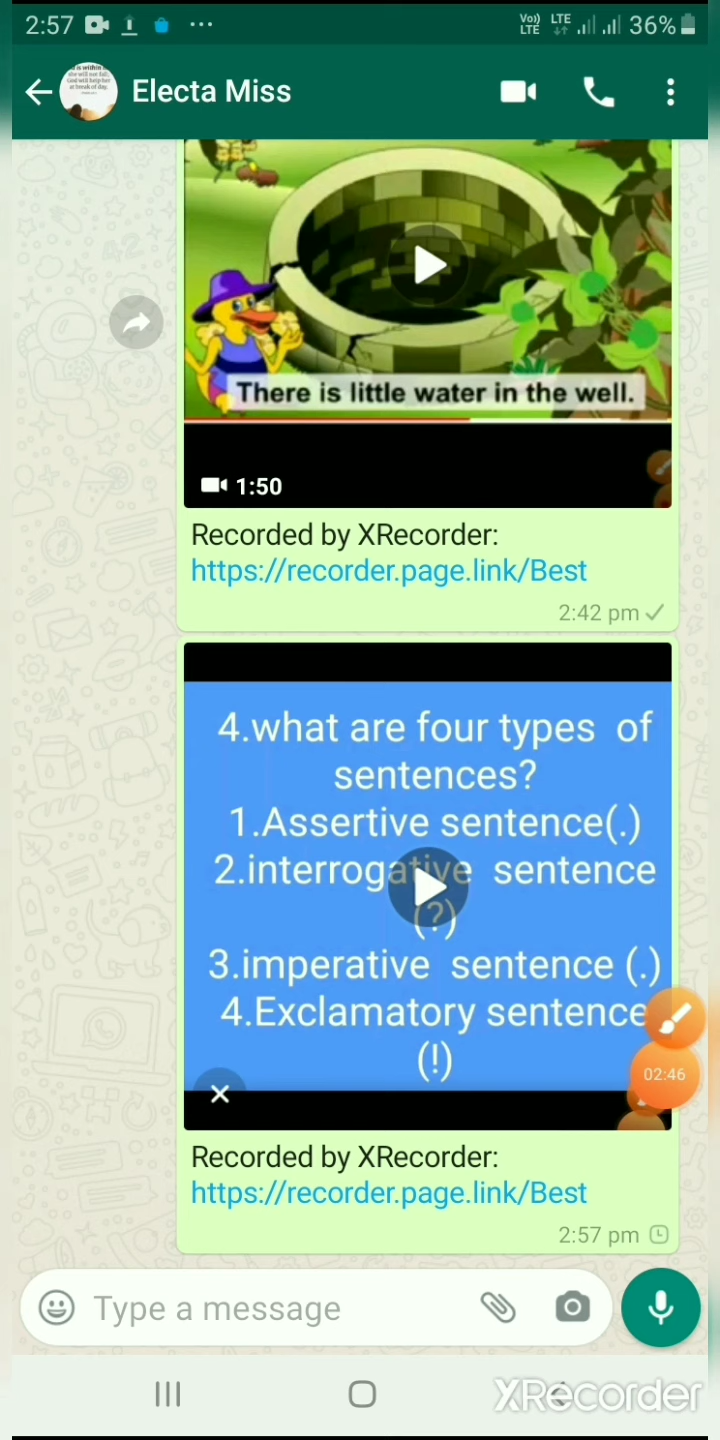 2:57 ... Vo)) LTE LTE 36%
Electa Miss
There is little water in the well.
1:50
Recorded by XRecorder:
https://recorder.page.link/Best
2:42 pm
4.what are four types of
sentences?
1.Assertive sentence(.)
2.interrogative sentence
(?)
3.imperative sentence (.)
4.Exclamatory sentence
(!)
02:46
Recorded by XRecorder:
https://recorder.page.link/Best
2:57 pm
Type a message
XRecorder